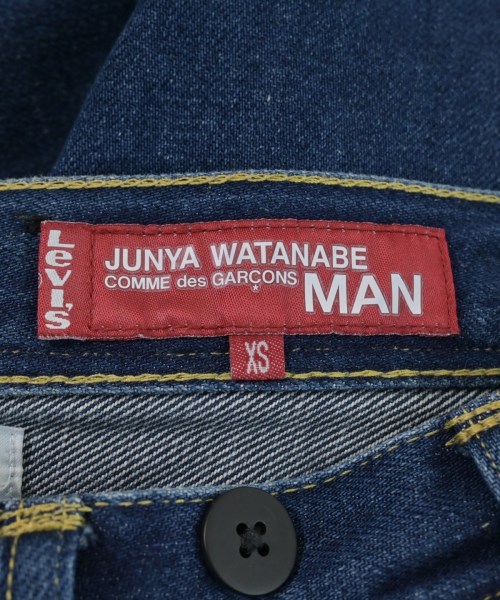 Levi's
JUNYA WATANABE
COMME des GARÇONS MAN
XS